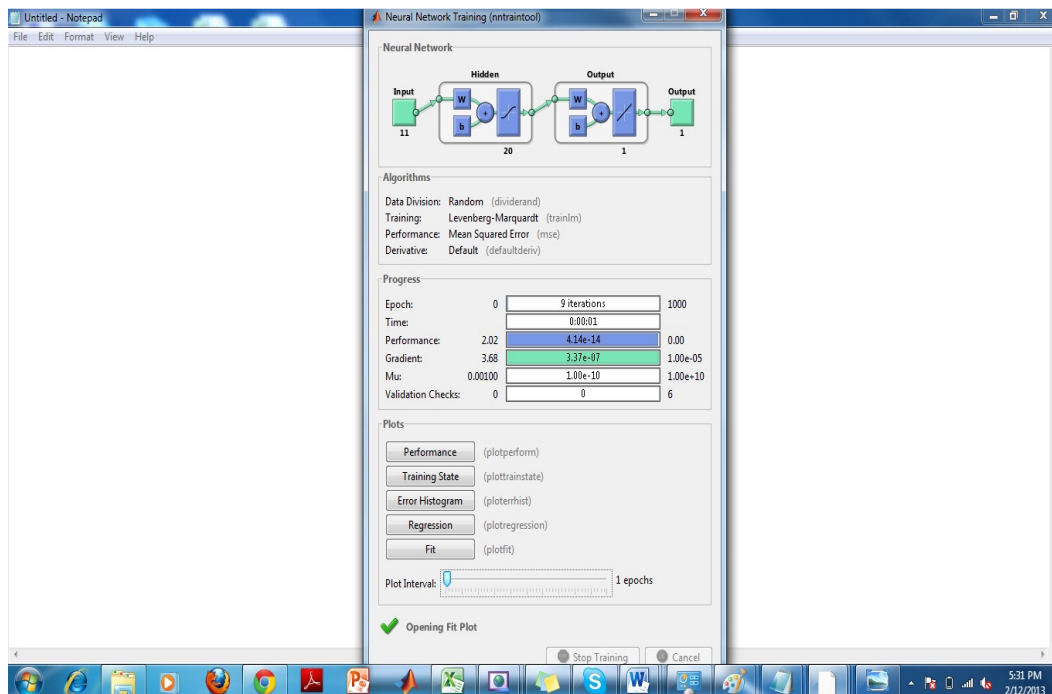 Untitled - Notepad
File Edit Format View Help
Neural Network Training (nntraintool)
Neural Network
Hidden
Output
Input
Output
W
b
+
W
b
+
11
20
1
1
Algorithms
Data Division: Random (dividerand)
Training: Levenberg-Marquardt (trainlm)
Performance: Mean Squared Error (mse)
Derivative: Default (defaultderiv)
Progress
Epoch: 0 9 iterations 1000
Time: 0:00:01
Performance: 2.02 4.14e-14 0.00
Gradient: 3.68 3.37e-07 1.00e-05
Mu: 0.00100 1.00e-10 1.00e+10
Validation Checks: 0 0 6
Plots
Performance (plotperform)
Training State (plottrainstate)
Error Histogram (ploterrhist)
Regression (plotregression)
Fit (plotfit)
Plot Interval: 1 epochs
Opening Fit Plot
Stop Training Cancel
5:31 PM
2/12/2013